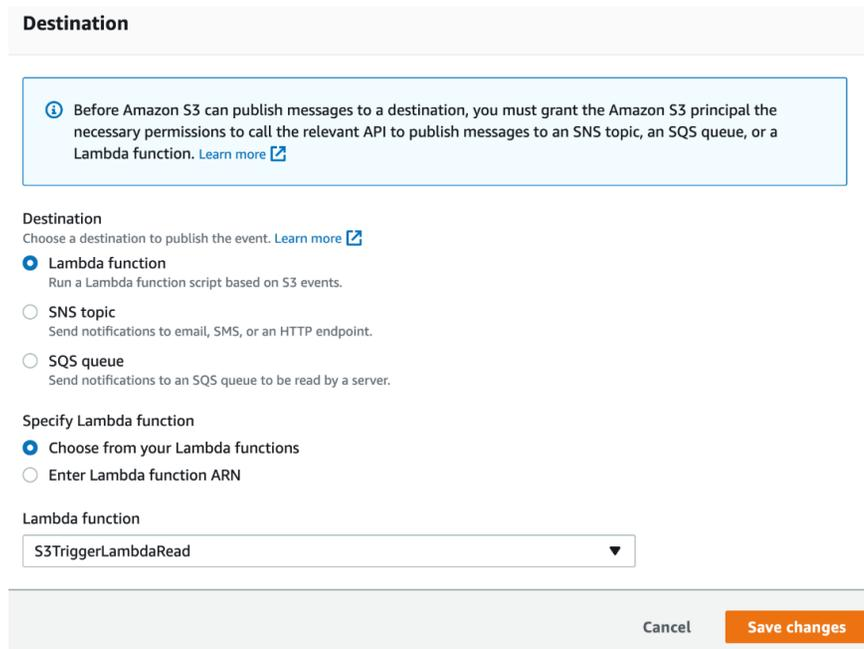 Destination
Before Amazon S3 can publish messages to a destination, you must grant the Amazon S3 principal the
necessary permissions to call the relevant API to publish messages to an SNS topic, an SQS queue, or a
Lambda function. Learn more
Destination
Choose a destination to publish the event. Learn more
Lambda function
Run a Lambda function script based on S3 events.
SNS topic
Send notifications to email, SMS, or an HTTP endpoint.
SQS queue
Send notifications to an SQS queue to be read by a server.
Specify Lambda function
Choose from your Lambda functions
Enter Lambda function ARN
Lambda function
S3TriggerLambdaRead
Cancel Save changes